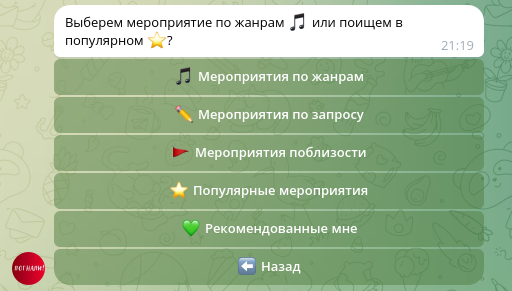 Выберем мероприятие по жанрам 🎵 или поищем в
популярном ⭐?
21:19
🎵 Мероприятия по жанрам
✏️ Мероприятия по запросу
🚩 Мероприятия поблизости
⭐ Популярные мероприятия
💚 Рекомендованные мне
⬅️ Назад